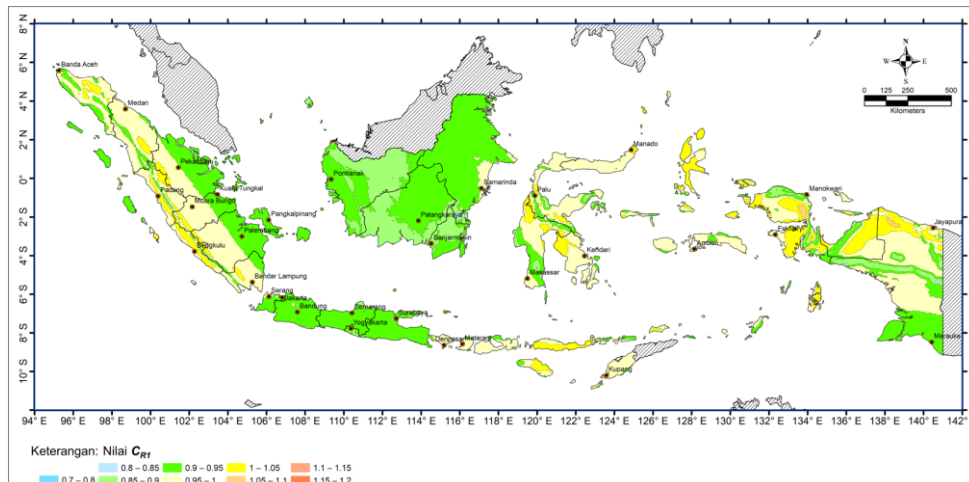 8° N
6° N
4° N
2° N
0°
2° S
4° S
6° S
8° S
10° S
N
W
E
S
0 125 250 500
Kilometers
Banda Aceh
Medan
Pekanbaru
Padang
Kuala Tungkal
Muara Bungo
Pangkalpinang
Palembang
Bengkulu
Bandar Lampung
Serang
Jakarta
Bandung
Semarang
Yogyakarta
Surabaya
Denpasar
Mataram
Kupang
Pontianak
Palangkaraya
Banjarmasin
Samarinda
Manado
Palu
Kendari
Makassar
Ambon
Fakfak
Manokwari
Jayapura
Merauke
94° E 96° E 98° E 100° E 102° E 104° E 106° E 108° E 110° E 112° E 114° E 116° E 118° E 120° E 122° E 124° E 126° E 128° E 130° E 132° E 134° E 136° E 138° E 140° E 142° E
Keterangan: Nilai CR1
0.8 – 0.85 0.9 – 0.95 1 – 1.05 1.1 – 1.15
0.7 – 0.8 0.85 – 0.9 0.95 – 1 1.05 – 1.1 1.15 – 1.2